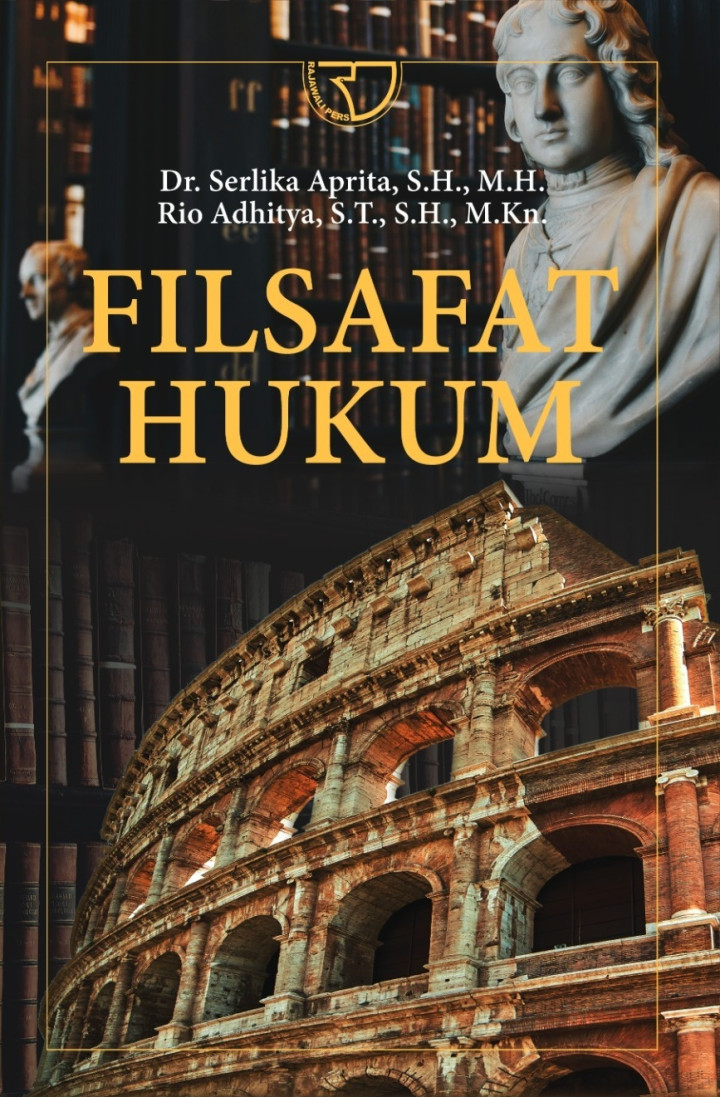 RAJAWALI PERS
Dr. Serlika Aprita, S.H., M.H.
Rio Adhitya, S.T., S.H., M.Kn.
FILSAFAT
HUKUM